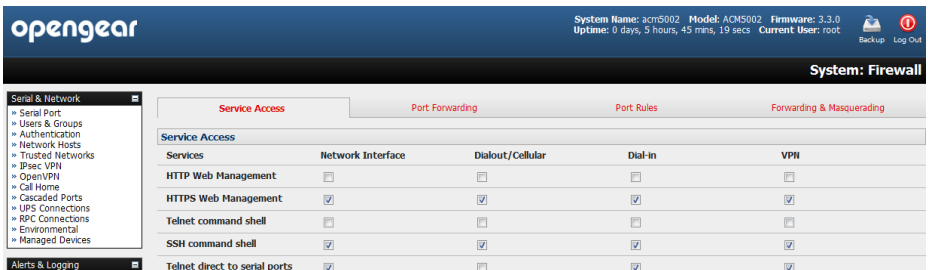 opengear
System Name: acm5002 Model: ACM5002 Firmware: 3.3.0
Uptime: 0 days, 5 hours, 45 mins, 19 secs Current User: root
Backup Log Out
System: Firewall
Serial & Network
» Serial Port
» Users & Groups
» Authentication
» Network Hosts
» Trusted Networks
» IPsec VPN
» OpenVPN
» Call Home
» Cascaded Ports
» UPS Connections
» RPC Connections
» Environmental
» Managed Devices
Alerts & Logging
Service Access Port Forwarding Port Rules Forwarding & Masquerading
Service Access
Services Network Interface Dialout/Cellular Dial-in VPN
HTTP Web Management
HTTPS Web Management
Telnet command shell
SSH command shell
Telnet direct to serial ports